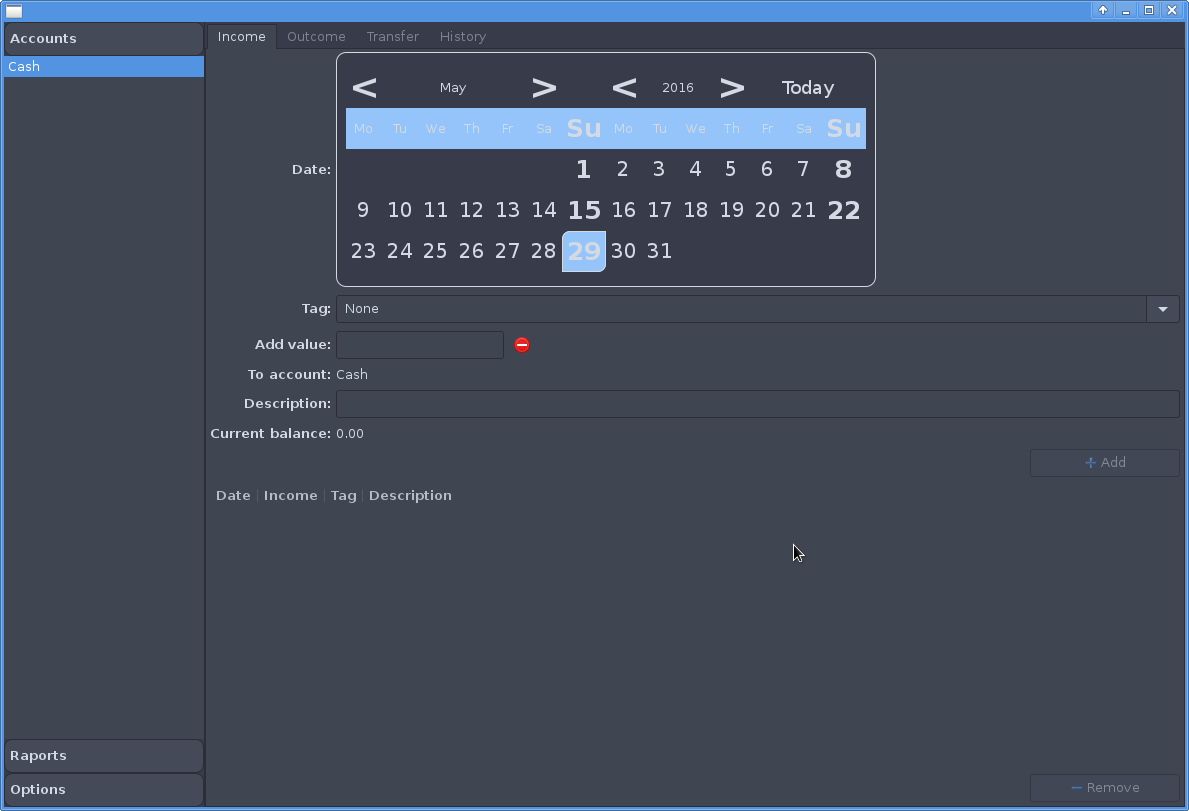 Accounts
Cash
Income Outcome Transfer History
< May > < 2016 > Today
Mo Tu We Th Fr Sa Su Mo Tu We Th Fr Sa Su
Date:
1 2 3 4 5 6 7 8
9 10 11 12 13 14 15 16 17 18 19 20 21 22
23 24 25 26 27 28 29 30 31
Tag: None
Add value:
To account: Cash
Description:
Current balance: 0.00
+ Add
Date Income Tag Description
Raports
Options
− Remove